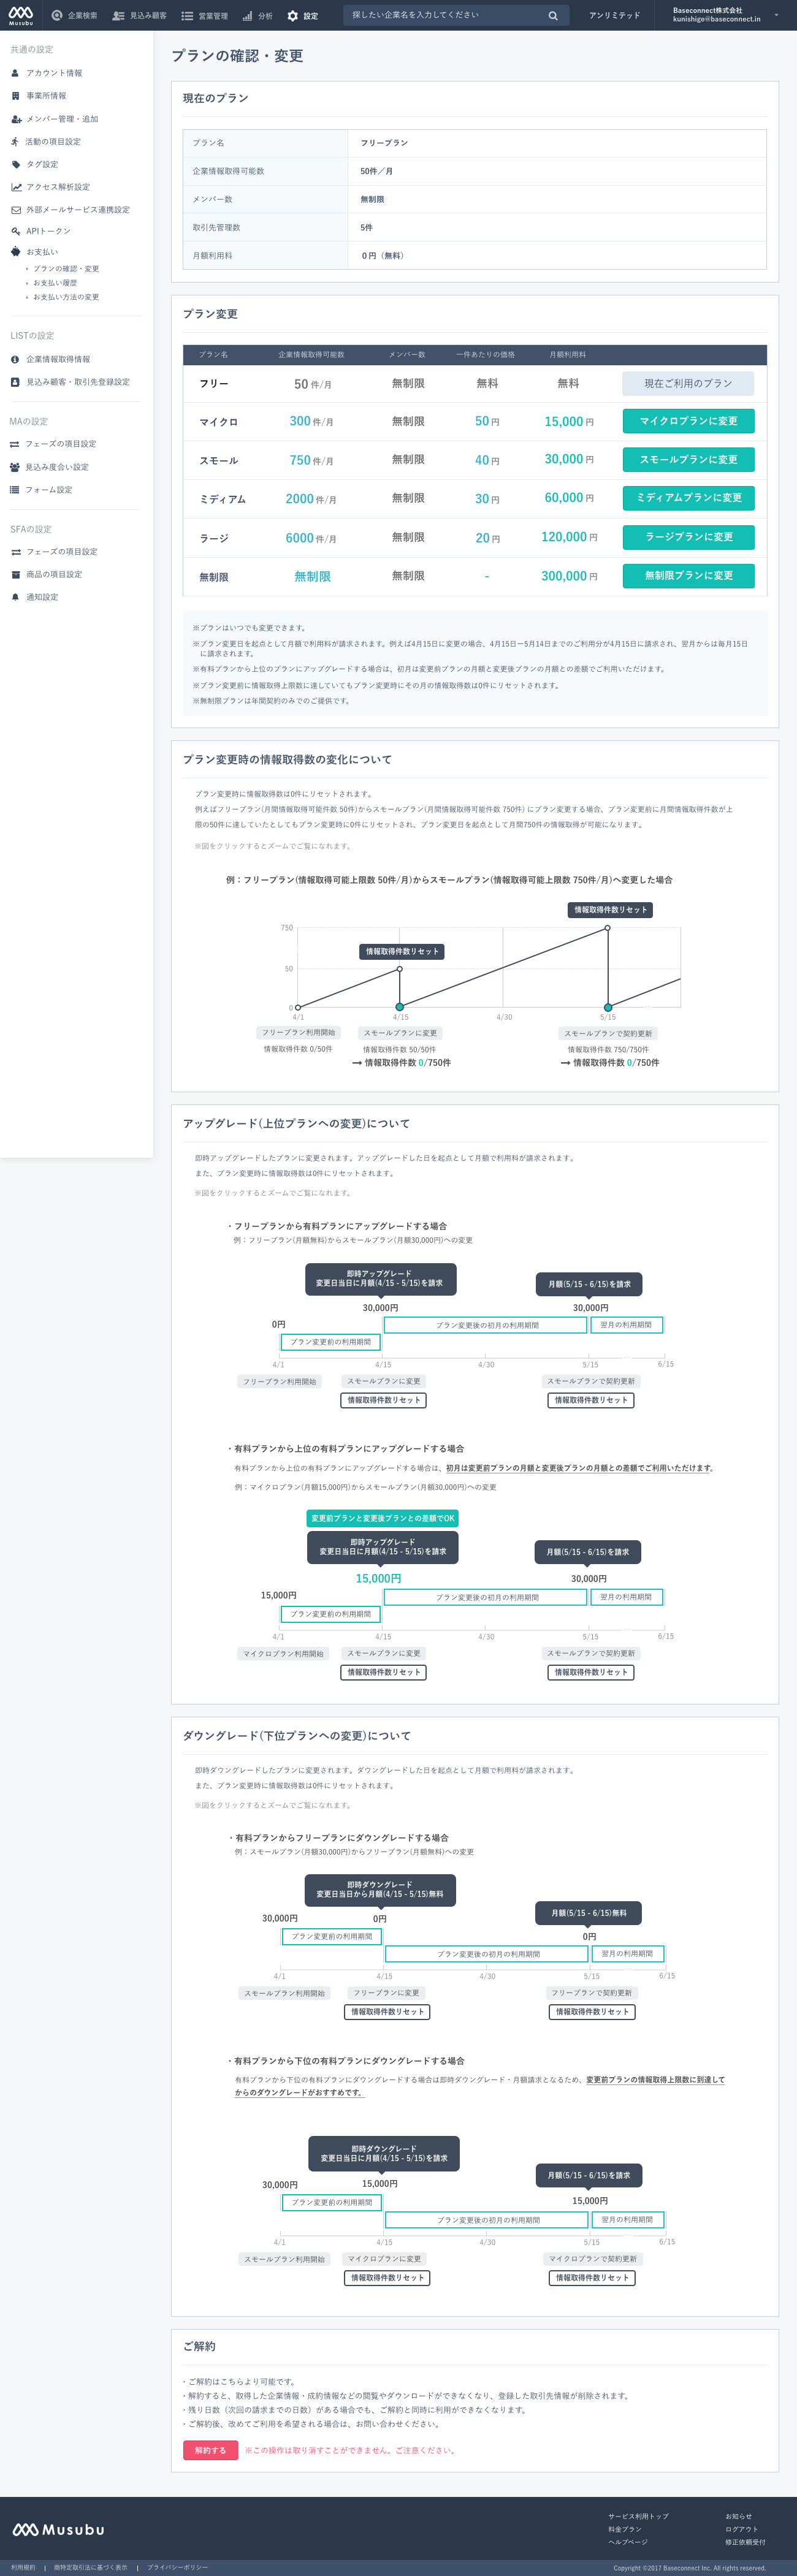 Musubu
企業検索
見込み顧客
営業管理
分析
設定
探したい企業名を入力してください
アンリミテッド
Baseconnect株式会社
kunishige@baseconnect.in
共通の設定
アカウント情報
事業所情報
メンバー管理・追加
活動の項目設定
タグ設定
アクセス解析設定
外部メールサービス連携設定
APIトークン
お支払い
・ プランの確認・変更
・ お支払い履歴
・ お支払い方法の変更
LISTの設定
企業情報取得情報
見込み顧客・取引先登録設定
MAの設定
フェーズの項目設定
見込み度合い設定
フォーム設定
SFAの設定
フェーズの項目設定
商品の項目設定
通知設定
プランの確認・変更
現在のプラン
プラン名 フリープラン
企業情報取得可能数 50件／月
メンバー数 無制限
取引先管理数 5件
月額利用料 0 円（無料）
プラン変更
プラン名 企業情報取得可能数 メンバー数 一件あたりの価格 月額利用料
フリー 50 件/月 無制限 無料 無料 現在ご利用のプラン
マイクロ 300 件/月 無制限 50 円 15,000 円 マイクロプランに変更
スモール 750 件/月 無制限 40 円 30,000 円 スモールプランに変更
ミディアム 2000 件/月 無制限 30 円 60,000 円 ミディアムプランに変更
ラージ 6000 件/月 無制限 20 円 120,000 円 ラージプランに変更
無制限 無制限 無制限 - 300,000 円 無制限プランに変更
※プランはいつでも変更できます。
※プラン変更日を起点として月額で利用料が請求されます。例えば4月15日に変更の場合、4月15日ー5月14日までのご利用分が4月15日に請求され、翌月からは毎月15日
に請求されます。
※有料プランから上位のプランにアップグレードする場合は、初月は変更前プランの月額と変更後プランの月額との差額でご利用いただけます。
※プラン変更前に情報取得上限数に達していてもプラン変更時にその月の情報取得数は0件にリセットされます。
※無制限プランは年間契約のみでのご提供です。
プラン変更時の情報取得数の変化について
プラン変更時に情報取得数は0件にリセットされます。
例えばフリープラン(月間情報取得可能件数 50件)からスモールプラン(月間情報取得可能件数 750件) にプラン変更する場合、プラン変更前に月間情報取得件数が上
限の50件に達していたとしてもプラン変更時に0件にリセットされ、プラン変更日を起点として月間750件の情報取得が可能になります。
※図をクリックするとズームでご覧になれます。
例：フリープラン(情報取得可能上限数 50件/月)からスモールプラン(情報取得可能上限数 750件/月)へ変更した場合
情報取得件数リセット
750
情報取得件数リセット
50
0
4/1 4/15 4/30 5/15
フリープラン利用開始 スモールプランに変更 スモールプランで契約更新
情報取得件数 0/50件 情報取得件数 50/50件 情報取得件数 750/750件
→ 情報取得件数 0/750件 → 情報取得件数 0/750件
アップグレード(上位プランへの変更)について
即時アップグレードしたプランに変更されます。アップグレードした日を起点として月額で利用料が請求されます。
また、プラン変更時に情報取得数は0件にリセットされます。
※図をクリックするとズームでご覧になれます。
・フリープランから有料プランにアップグレードする場合
例：フリープラン(月額無料)からスモールプラン(月額30,000円)への変更
即時アップグレード
変更日当日に月額(4/15 - 5/15)を請求
月額(5/15 - 6/15)を請求
30,000円 30,000円
0円
プラン変更後の初月の利用期間 翌月の利用期間
プラン変更前の利用期間
4/1 4/15 4/30 5/15 6/15
フリープラン利用開始 スモールプランに変更 スモールプランで契約更新
情報取得件数リセット 情報取得件数リセット
・有料プランから上位の有料プランにアップグレードする場合
有料プランから上位の有料プランにアップグレードする場合は、初月は変更前プランの月額と変更後プランの月額との差額でご利用いただけます。
例：マイクロプラン(月額15,000円)からスモールプラン(月額30,000円)への変更
変更前プランと変更後プランとの差額でOK
即時アップグレード
変更日当日に月額(4/15 - 5/15)を請求
月額(5/15 - 6/15)を請求
15,000円 30,000円
15,000円
プラン変更後の初月の利用期間 翌月の利用期間
プラン変更前の利用期間
4/1 4/15 4/30 5/15 6/15
マイクロプラン利用開始 スモールプランに変更 スモールプランで契約更新
情報取得件数リセット 情報取得件数リセット
ダウングレード(下位プランへの変更)について
即時ダウングレードしたプランに変更されます。ダウングレードした日を起点として月額で利用料が請求されます。
また、プラン変更時に情報取得数は0件にリセットされます。
※図をクリックするとズームでご覧になれます。
・有料プランからフリープランにダウングレードする場合
例：スモールプラン(月額30,000円)からフリープラン(月額無料)への変更
即時ダウングレード
変更日当日から月額(4/15 - 5/15)無料
月額(5/15 - 6/15)無料
30,000円 0円
0円
プラン変更前の利用期間
プラン変更後の初月の利用期間 翌月の利用期間
4/1 4/15 4/30 5/15 6/15
スモールプラン利用開始 フリープランに変更 フリープランで契約更新
情報取得件数リセット 情報取得件数リセット
・有料プランから下位の有料プランにダウングレードする場合
有料プランから下位の有料プランにダウングレードする場合は即時ダウングレード・月額請求となるため、変更前プランの情報取得上限数に到達して
からのダウングレードがおすすめです。
即時ダウングレード
変更日当日に月額(4/15 - 5/15)を請求
月額(5/15 - 6/15)を請求
30,000円 15,000円
15,000円
プラン変更前の利用期間
プラン変更後の初月の利用期間 翌月の利用期間
4/1 4/15 4/30 5/15 6/15
スモールプラン利用開始 マイクロプランに変更 マイクロプランで契約更新
情報取得件数リセット 情報取得件数リセット
ご解約
・ご解約はこちらより可能です。
・解約すると、取得した企業情報・成約情報などの閲覧やダウンロードができなくなり、登録した取引先情報が削除されます。
・残り日数（次回の請求までの日数）がある場合でも、ご解約と同時に利用ができなくなります。
・ご解約後、改めてご利用を希望される場合は、お問い合わせください。
解約する ※この操作は取り消すことができません。ご注意ください。
Musubu
サービス利用トップ お知らせ
料金プラン ログアウト
ヘルプページ 修正依頼受付
利用規約 | 商特定取引法に基づく表示 | プライバシーポリシー
Copyright ©2017 Baseconnect Inc. All rights reserved.